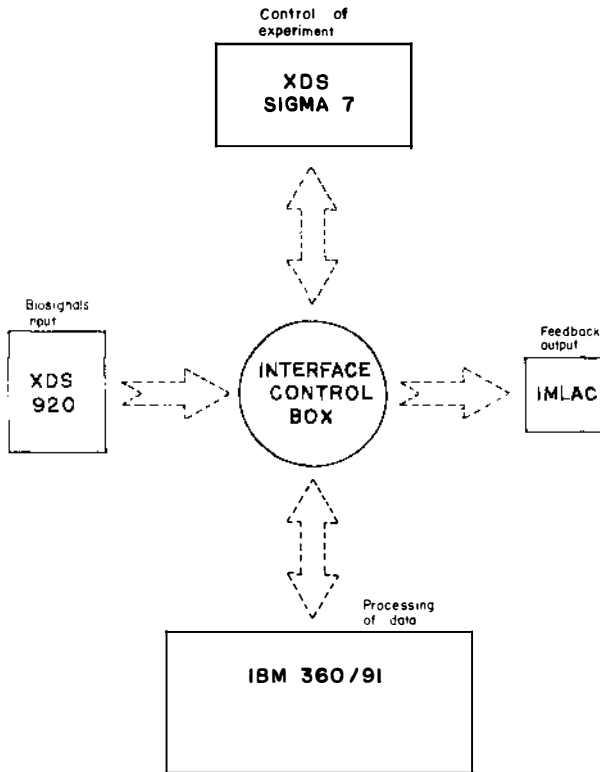 Control of
experiment
XDS
SIGMA 7
Biosignals
nput
XDS
920
INTERFACE
CONTROL
BOX
Feedback
output
IMLAC
Processing
of data
IBM 360/91